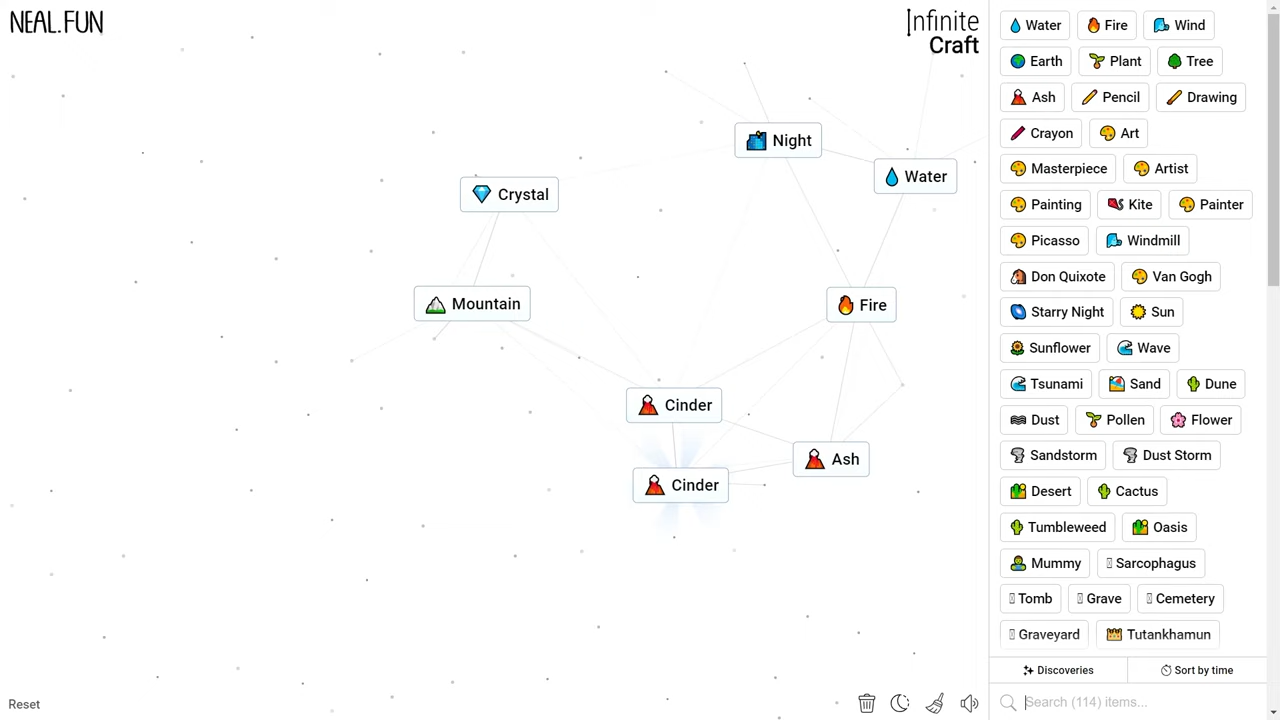 NEAL.FUN
Infinite
Craft
Night
Water
Crystal
Mountain
Fire
Cinder
Ash
Cinder
Reset
Water Fire Wind
Earth Plant Tree
Ash Pencil Drawing
Crayon Art
Masterpiece Artist
Painting Kite Painter
Picasso Windmill
Don Quixote Van Gogh
Starry Night Sun
Sunflower Wave
Tsunami Sand Dune
Dust Pollen Flower
Sandstorm Dust Storm
Desert Cactus
Tumbleweed Oasis
Mummy Sarcophagus
Tomb Grave Cemetery
Graveyard Tutankhamun
Discoveries Sort by time
Search (114) items...